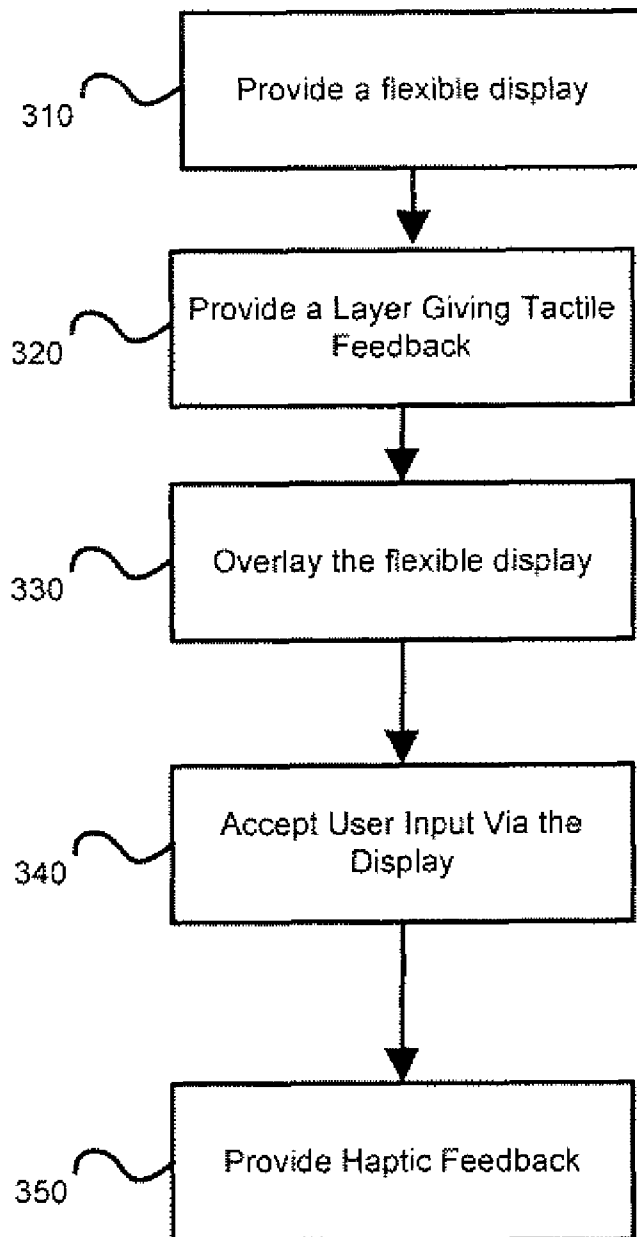 310
Provide a flexible display
320
Provide a Layer Giving Tactile
Feedback
330
Overlay the flexible display
340
Accept User Input Via the
Display
350
Provide Haptic Feedback